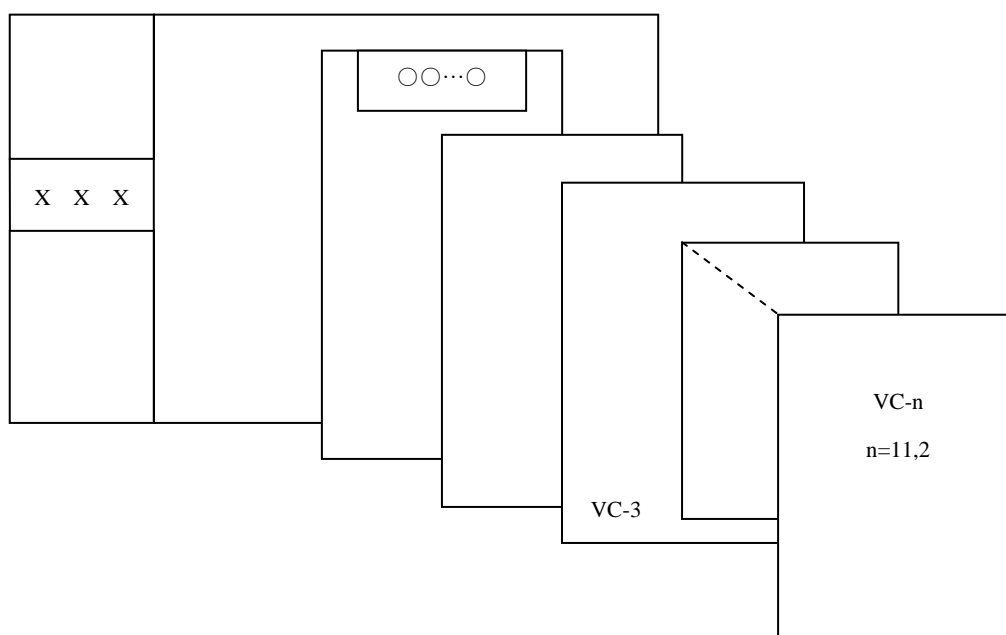 ○○…○
X X X
VC-n
n=11,2
VC-3